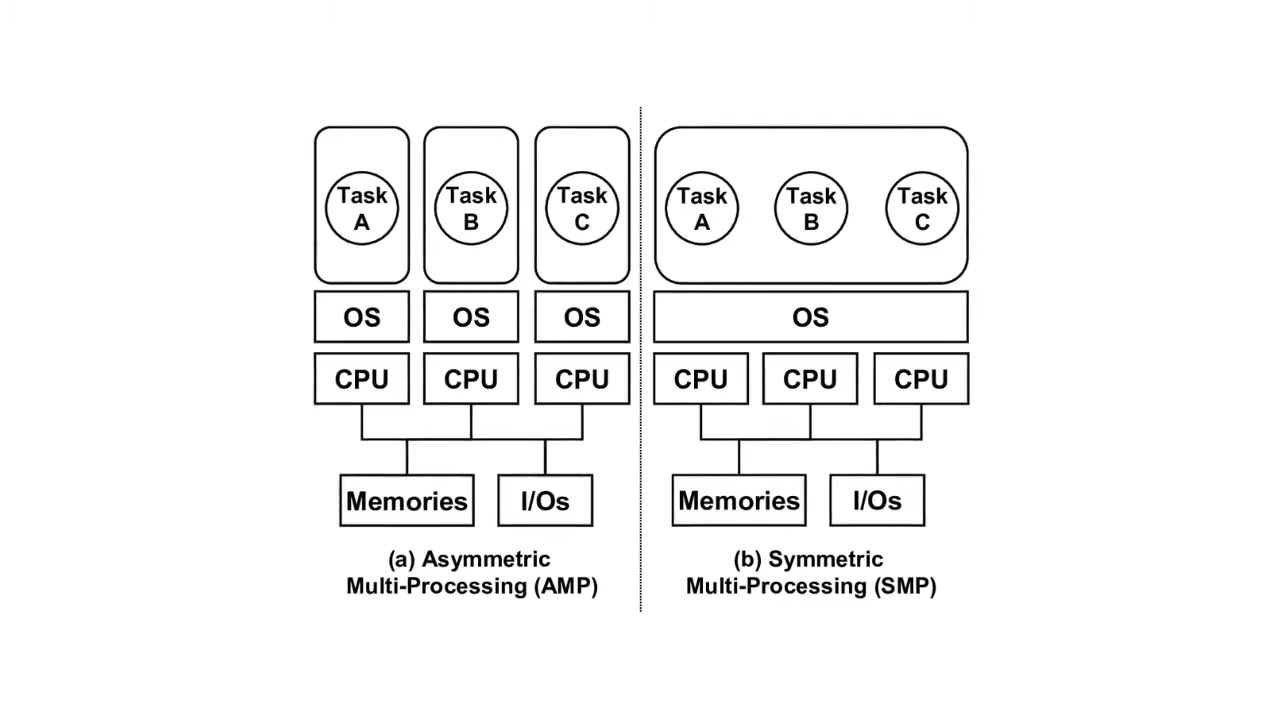 Task
A
Task
B
Task
C
OS
OS
OS
CPU
CPU
CPU
Memories
I/Os
(a) Asymmetric
Multi-Processing (AMP)
Task
A
Task
B
Task
C
OS
CPU
CPU
CPU
Memories
I/Os
(b) Symmetric
Multi-Processing (SMP)